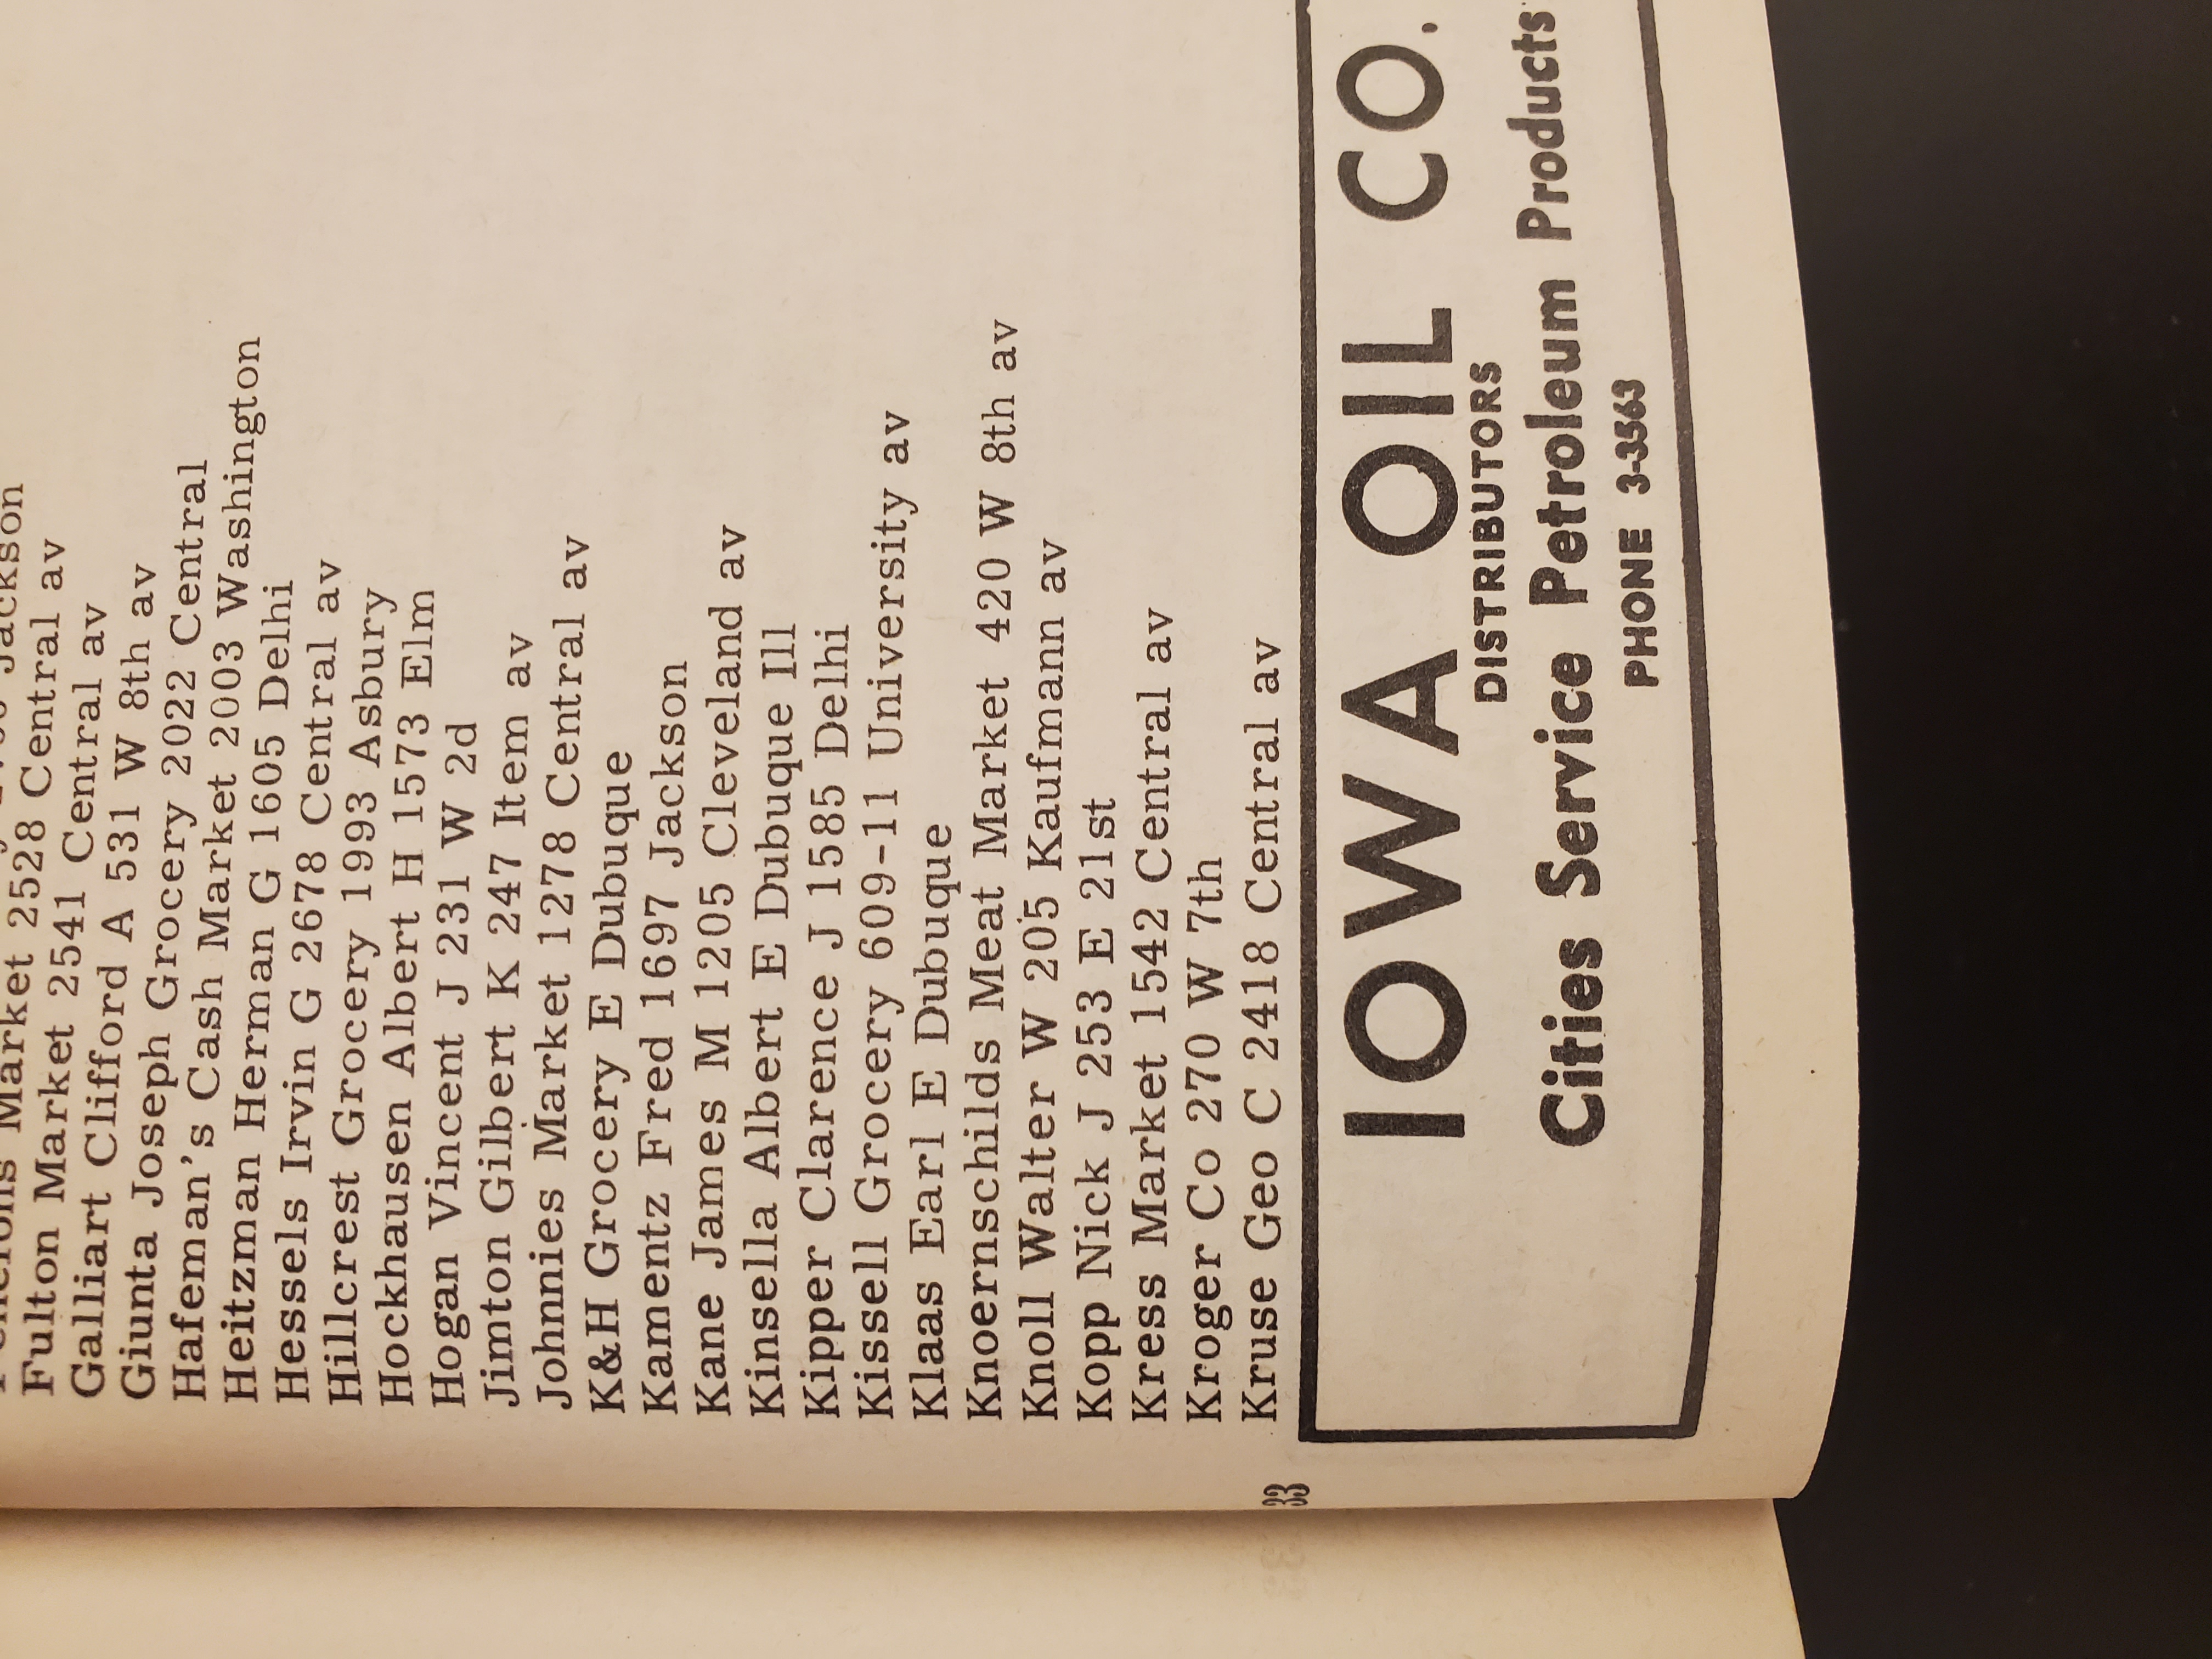 Market Jackson
Fulton Market 2528 Central av
Galliart Clifford A 531 W 8th av
Giunta Joseph Grocery 2022 Central
Hafeman's Cash Market 2003 Washington
Heitzman Herman G 1605 Delhi
Hessels Irvin G 2678 Central av
Hillcrest Grocery 1993 Asbury
Hockhausen Albert H 1573 Elm
Hogan Vincent J 231 W 2d
Jimton Gilbert K 247 Item av
Johnnies Market 1278 Central av
K&H Grocery E Dubuque
Kamentz Fred 1697 Jackson
Kane James M 1205 Cleveland av
Kinsella Albert E Dubuque Ill
Kipper Clarence J 1585 Delhi
Kissell Grocery 609-11 University av
Klaas Earl E Dubuque
Knoernschilds Meat Market 420 W 8th av
Knoll Walter W 205 Kaufmann av
Kopp Nick J 253 E 21st
Kress Market 1542 Central av
Kroger Co 270 W 7th
Kruse Geo C 2418 Central av
33
IOWA OIL CO.
DISTRIBUTORS
Cities Service Petroleum Products
PHONE 3-3563